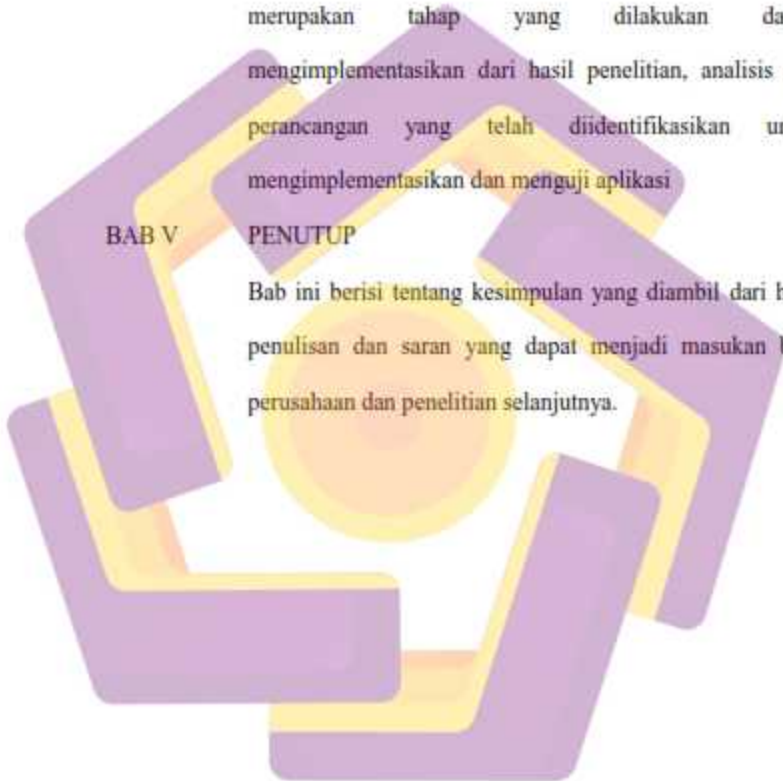 merupakan tahap yang dilakukan da
mengimplementasikan dari hasil penelitian, analisis
perancangan yang telah diidentifikasikan u
mengimplementasikan dan menguji aplikasi
BAB V PENUTUP
Bab ini berisi tentang kesimpulan yang diambil dari h
penulisan dan saran yang dapat menjadi masukan
perusahaan dan penelitian selanjutnya.